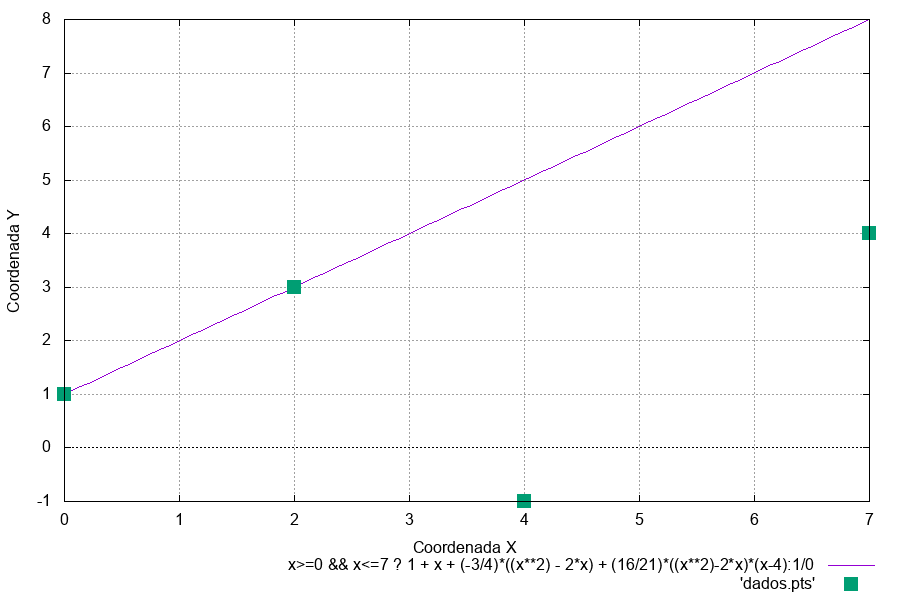 8
7
6
5
4
3
2
1
0
-1
0 1 2 3 4 5 6 7
Coordenada Y
Coordenada X
x>=0 && x<=7 ? 1 + x + (-3/4)*((x**2) - 2*x) + (16/21)*((x**2)-2*x)*(x-4):1/0
'dados.pts'